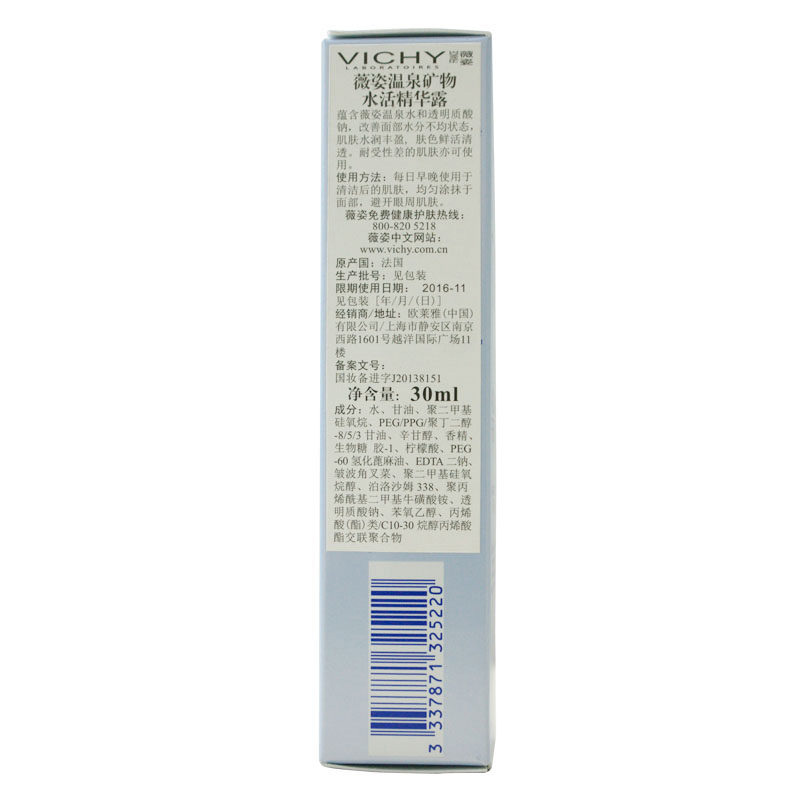 VICHY 薇姿
LABORATOIRES
薇姿温泉矿物
水活精华露
蕴含薇姿温泉水和透明质酸
钠，改善面部水分不均状态，
肌肤水润丰盈, 肤色鲜活清
透。耐受性差的肌肤亦可使
用。
使用方法：每日早晚使用于
清洁后的肌肤，均匀涂抹于
面部，避开眼周肌肤。
薇姿免费健康护肤热线：
800-820 5218
薇姿中文网站：
www.vichy.com.cn
原产国：法国
生产批号：见包装
限期使用日期： 2016-11
见包装［年/月/(日)］
经销商/地址：欧莱雅(中国)
有限公司/上海市静安区南京
西路1601号越洋国际广场11
楼
备案文号：
国妆备进字J20138151
净含量：30ml
成分：水、甘油、聚二甲基
硅氧烷、PEG/PPG/聚丁二醇
-8/5/3 甘油、辛甘醇、香精、
生物糖 胶-1、柠檬酸、PEG
-60 氢化蓖麻油、EDTA 二钠、
皱波角叉菜、聚二甲基硅氧
烷醇、泊洛沙姆 338、聚丙
烯酰基二甲基牛磺酸铵、透
明质酸钠、苯氧乙醇、丙烯
酸(酯)类/C10-30 烷醇丙烯酸
酯交联聚合物
3 337871 325220